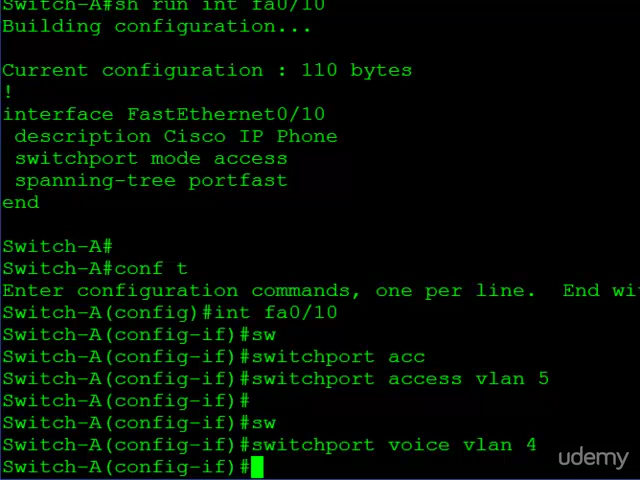 Switch-A#sh run int fa0/10
Building configuration...
Current configuration : 110 bytes
!
interface FastEthernet0/10
description Cisco IP Phone
switchport mode access
spanning-tree portfast
end
Switch-A#
Switch-A#conf t
Enter configuration commands, one per line. End
Switch-A(config)#int fa0/10
Switch-A(config-if)#sw
Switch-A(config-if)#switchport acc
Switch-A(config-if)#switchport access vlan 5
Switch-A(config-if)#
Switch-A(config-if)#sw
Switch-A(config-if)#switchport voice vlan 4
Switch-A(config-if)#
udemy